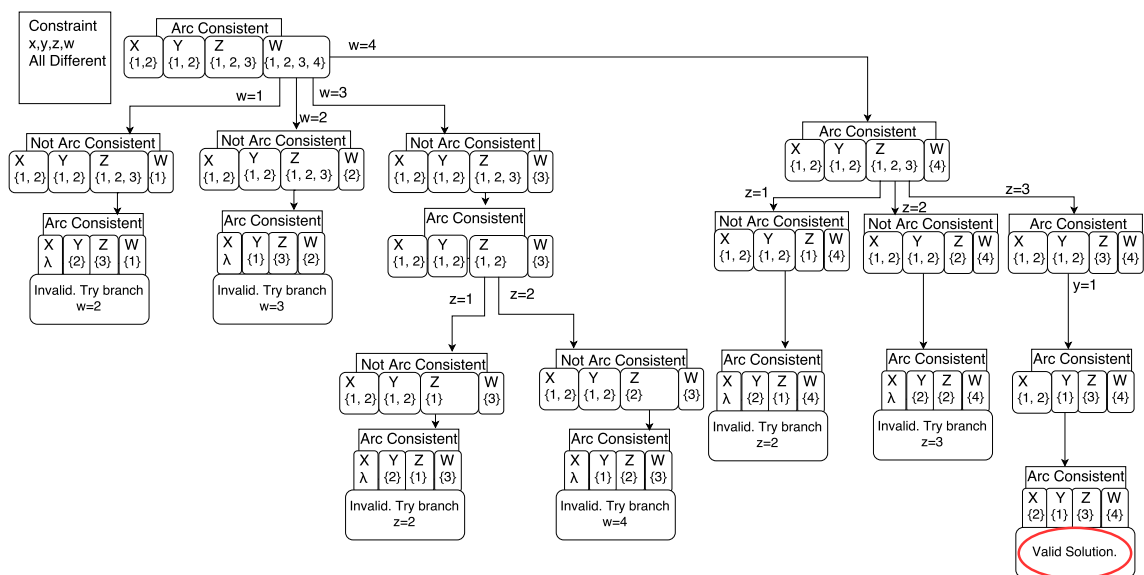 Constraint
x,y,z,w
All Different
Arc Consistent
X Y Z W
{1,2} {1, 2} {1, 2, 3} {1, 2, 3, 4}
w=4
w=1
w=2
w=3
Not Arc Consistent
X Y Z W
{1, 2} {1, 2} {1, 2, 3} {1}
Arc Consistent
X Y Z W
λ {2} {3} {1}
Invalid. Try branch
w=2
Not Arc Consistent
X Y Z W
{1, 2} {1, 2} {1, 2, 3} {2}
Arc Consistent
X Y Z W
λ {1} {3} {2}
Invalid. Try branch
w=3
Not Arc Consistent
X Y Z W
{1, 2} {1, 2} {1, 2, 3} {3}
Arc Consistent
X Y Z W
{1, 2} {1, 2} {1, 2} {3}
z=1
z=2
Not Arc Consistent
X Y Z W
{1, 2} {1, 2} {1} {3}
Arc Consistent
X Y Z W
λ {2} {1} {3}
Invalid. Try branch
z=2
Not Arc Consistent
X Y Z W
{1, 2} {1, 2} {2} {3}
Arc Consistent
X Y Z W
λ {1} {2} {3}
Invalid. Try branch
w=4
Arc Consistent
X Y Z W
{1, 2} {1, 2} {1, 2, 3} {4}
z=1
z=2
z=3
Not Arc Consistent
X Y Z W
{1, 2} {1, 2} {1} {4}
Arc Consistent
X Y Z W
λ {2} {1} {4}
Invalid. Try branch
z=2
Not Arc Consistent
X Y Z W
{1, 2} {1, 2} {2} {4}
Arc Consistent
X Y Z W
λ {2} {2} {4}
Invalid. Try branch
z=3
Arc Consistent
X Y Z W
{1, 2} {1, 2} {3} {4}
y=1
Arc Consistent
X Y Z W
{1, 2} {1} {3} {4}
Arc Consistent
X Y Z W
{2} {1} {3} {4}
Valid Solution.